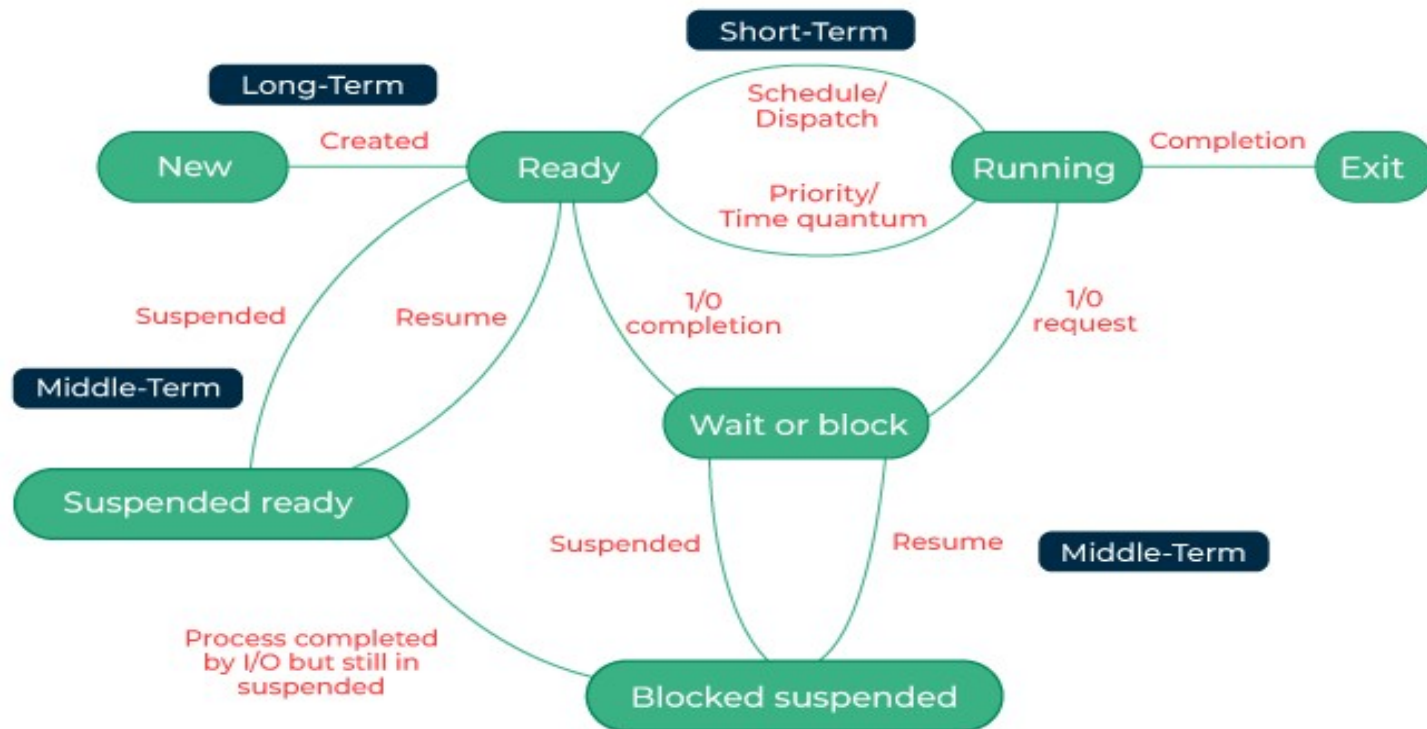 Short-Term
Long-Term
Schedule/
Dispatch
Created
Completion
New
Ready
Running
Exit
Priority/
Time quantum
Suspended
Resume
1/0
completion
1/0
request
Middle-Term
Wait or block
Suspended ready
Suspended
Resume
Middle-Term
Process completed
by I/O but still in
suspended
Blocked suspended